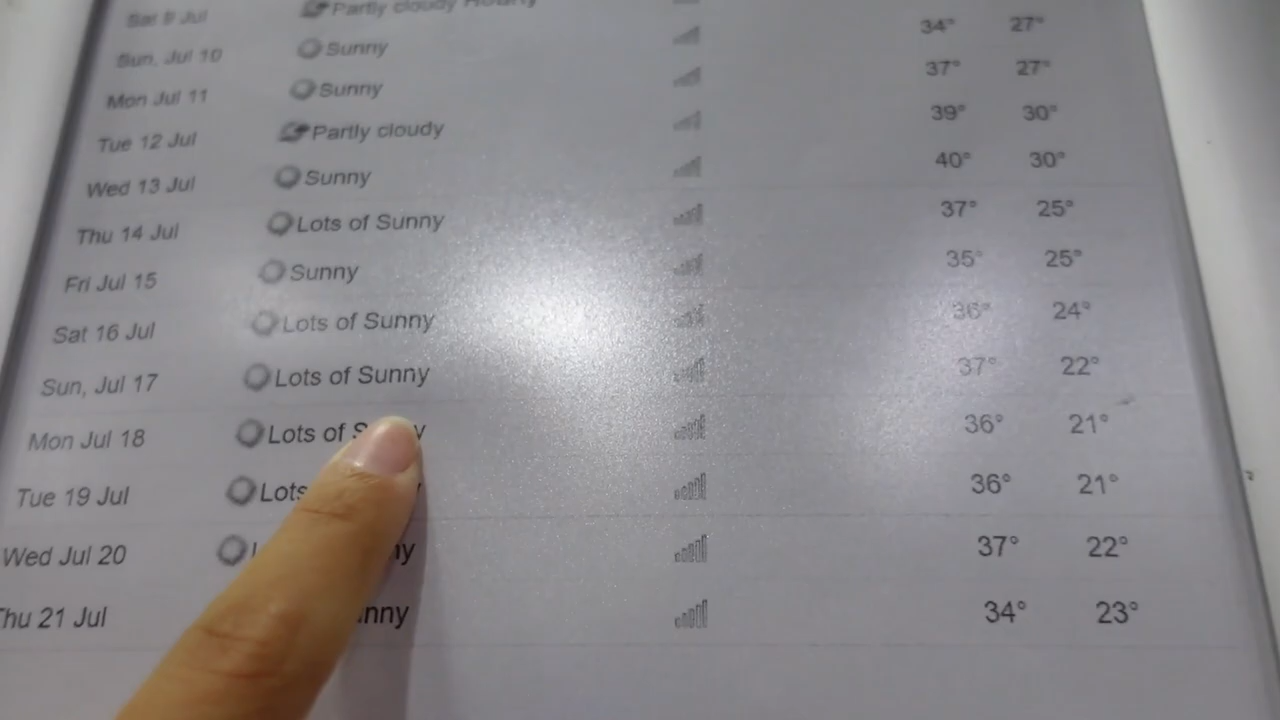 Sat 9 Jul Partly cloudy
Sun, Jul 10 Sunny 34° 27°
Mon Jul 11 Sunny 37° 27°
Tue 12 Jul Partly cloudy 39° 30°
Wed 13 Jul Sunny 40° 30°
Thu 14 Jul Lots of Sunny 37° 25°
Fri Jul 15 Sunny 35° 25°
Sat 16 Jul Lots of Sunny 36° 24°
Sun, Jul 17 Lots of Sunny 37° 22°
Mon Jul 18 Lots of 36° 21°
Tue 19 Jul Lots 36° 21°
Wed Jul 20 37° 22°
Thu 21 Jul 34° 23°